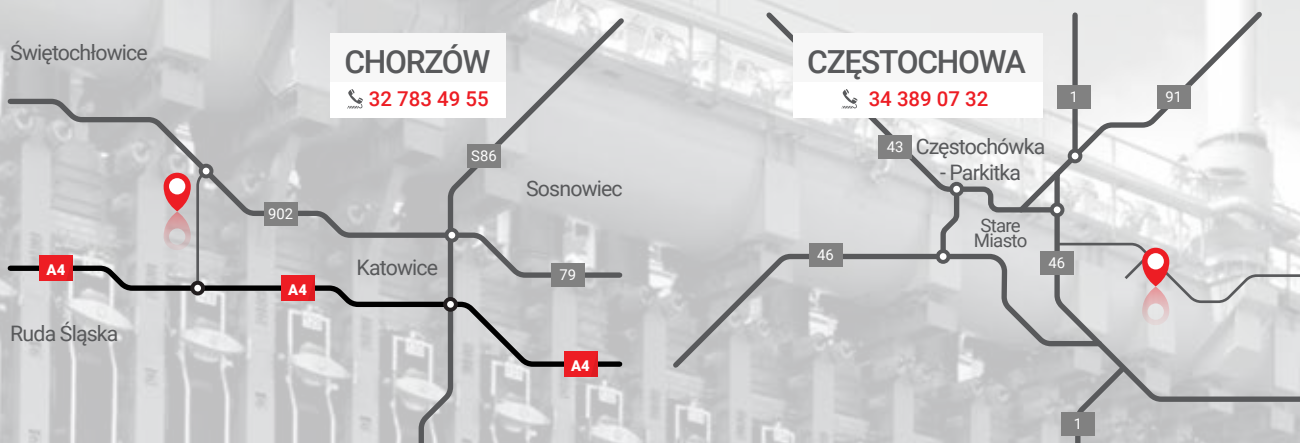 Świętochłowice
CHORZÓW
32 783 49 55
S86
Sosnowiec
902
Katowice
79
A4
A4
Ruda Śląska
A4
CZĘSTOCHOWA
34 389 07 32
1
91
43
Częstochówka
- Parkitka
Stare
Miasto
46
46
1